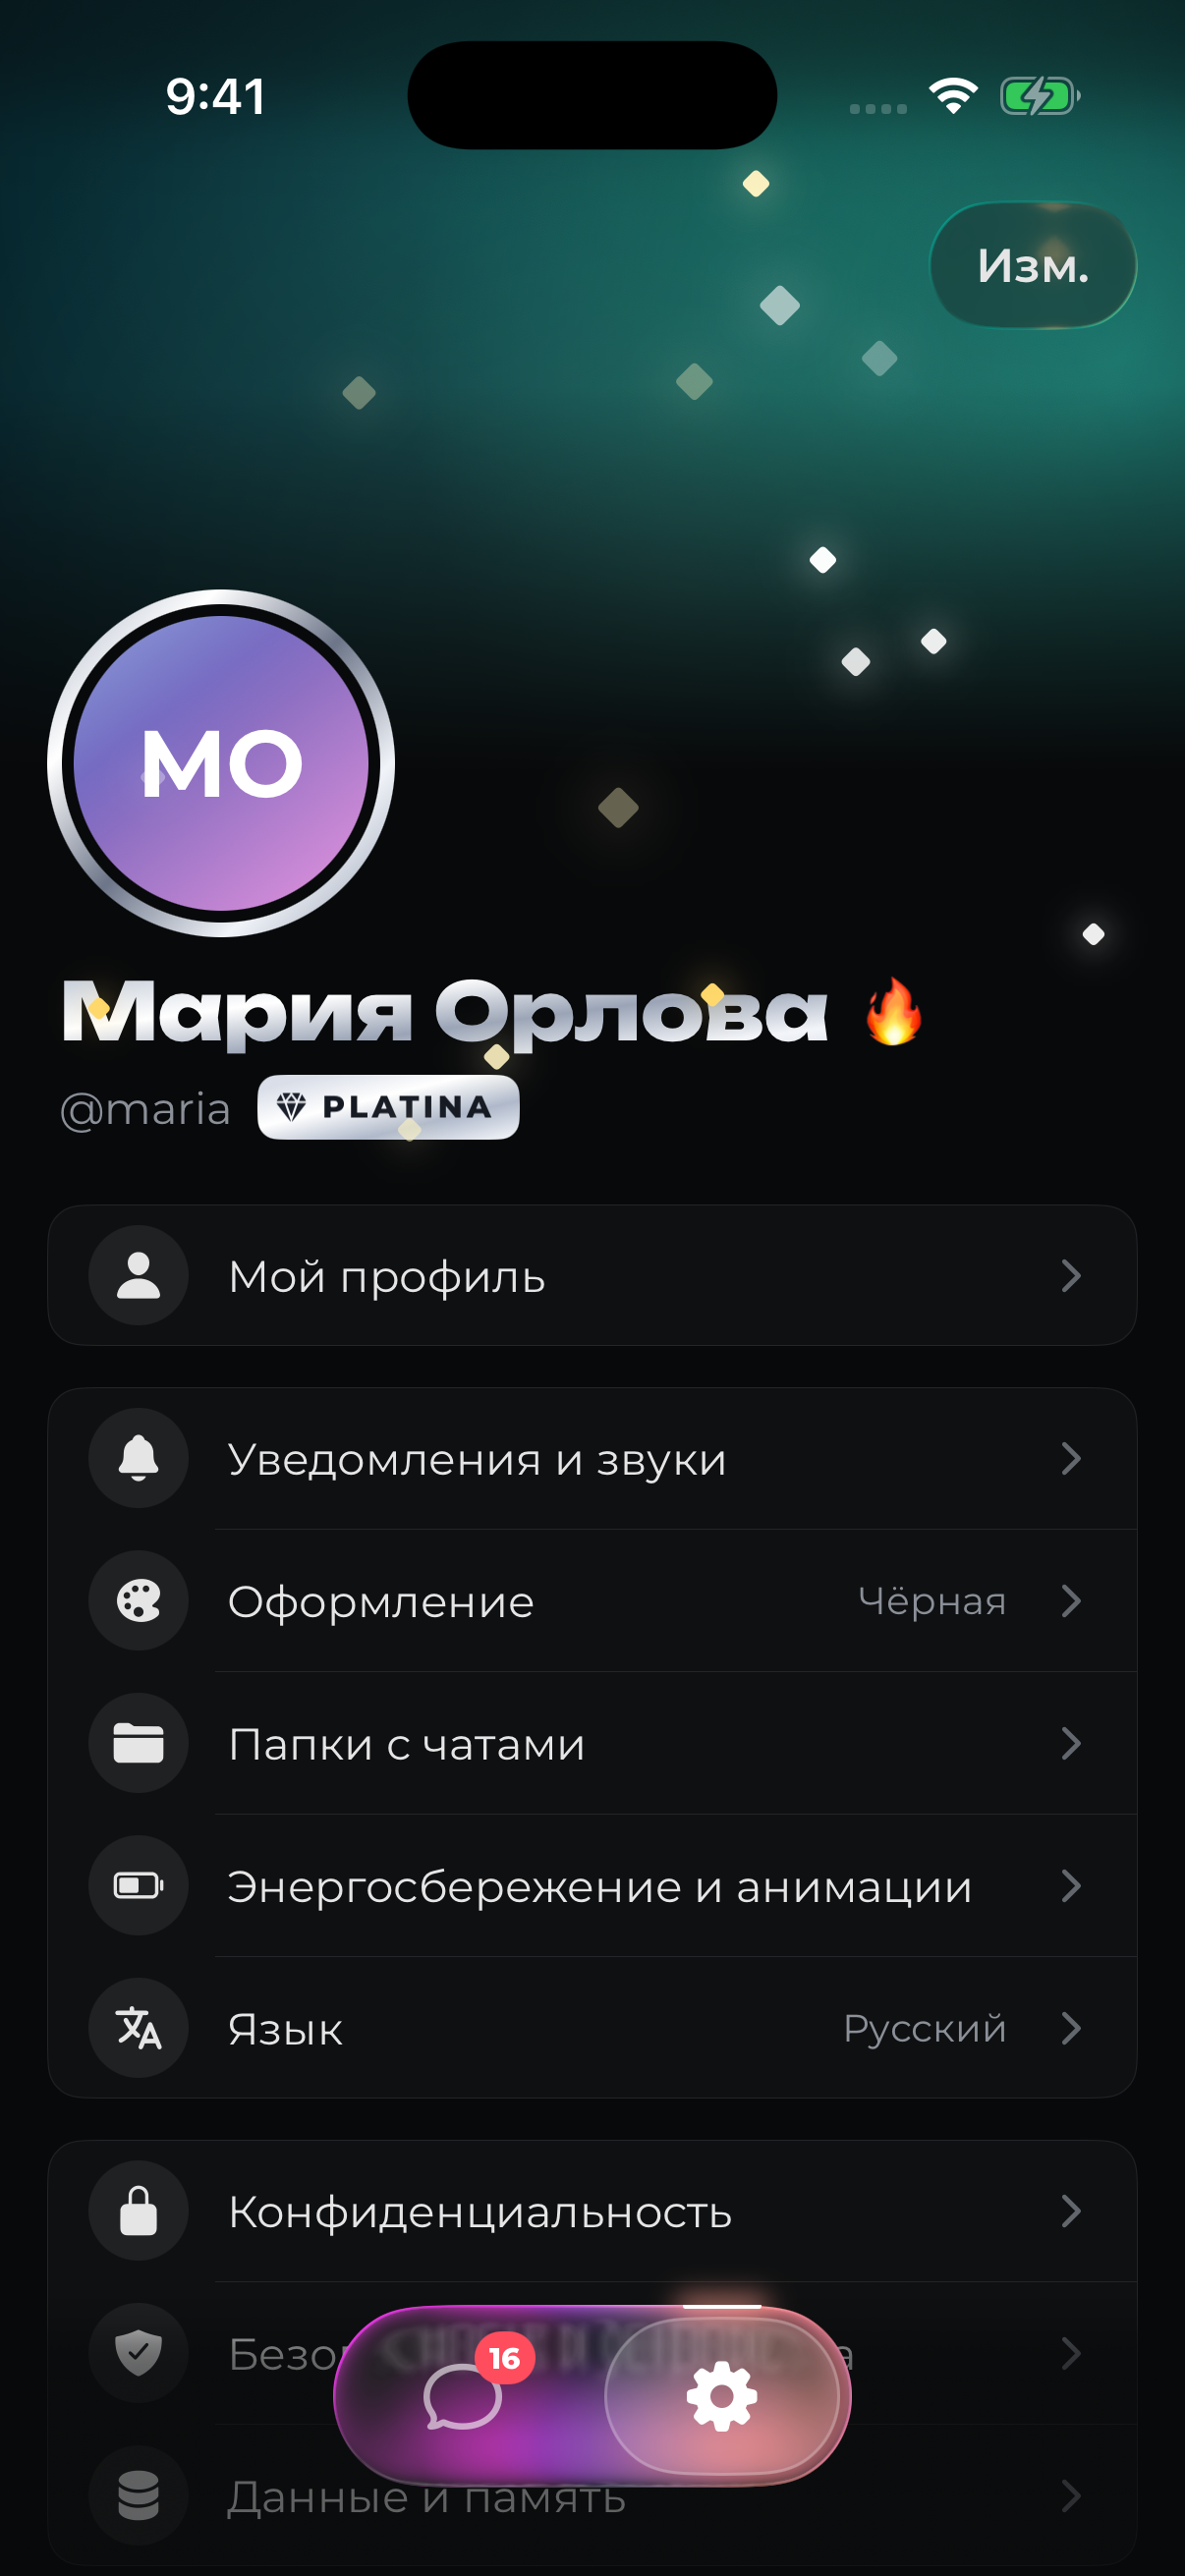 9:41
Изм.
МО
Мария Орлова 🔥
@maria PLATINA
Мой профиль
Уведомления и звуки
Оформление Чёрная
Папки с чатами
Энергосбережение и анимации
Язык Русский
Конфиденциальность
16
Данные и память